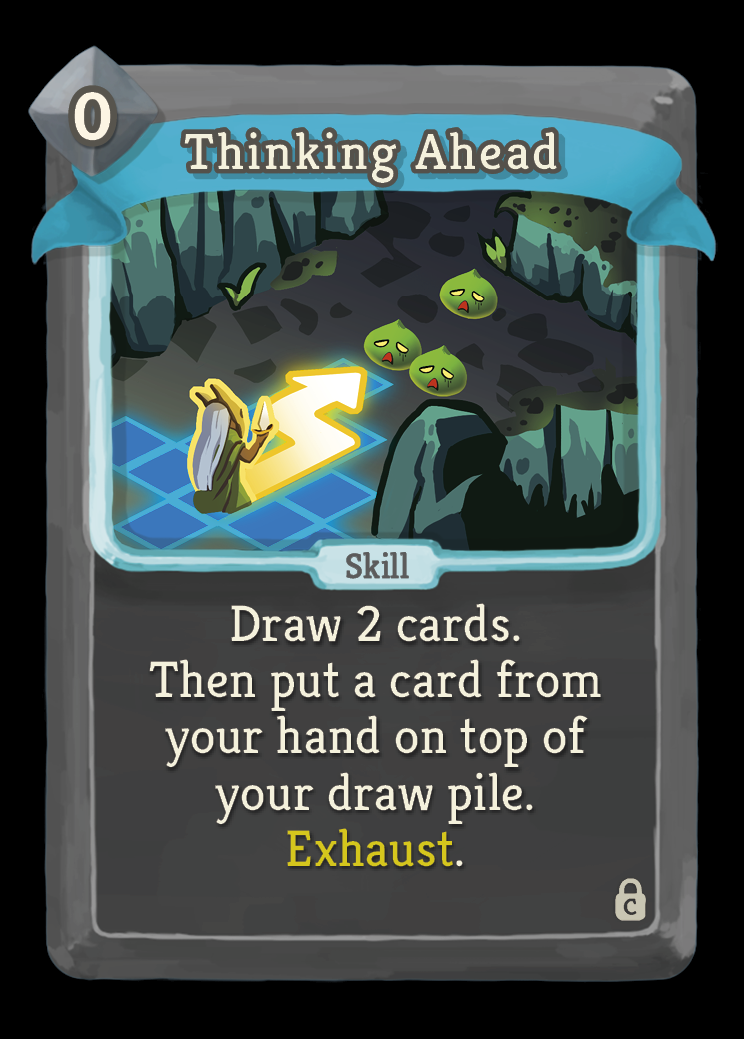 0
Thinking Ahead
Skill
Draw 2 cards.
Then put a card from
your hand on top of
your draw pile.
Exhaust.
C